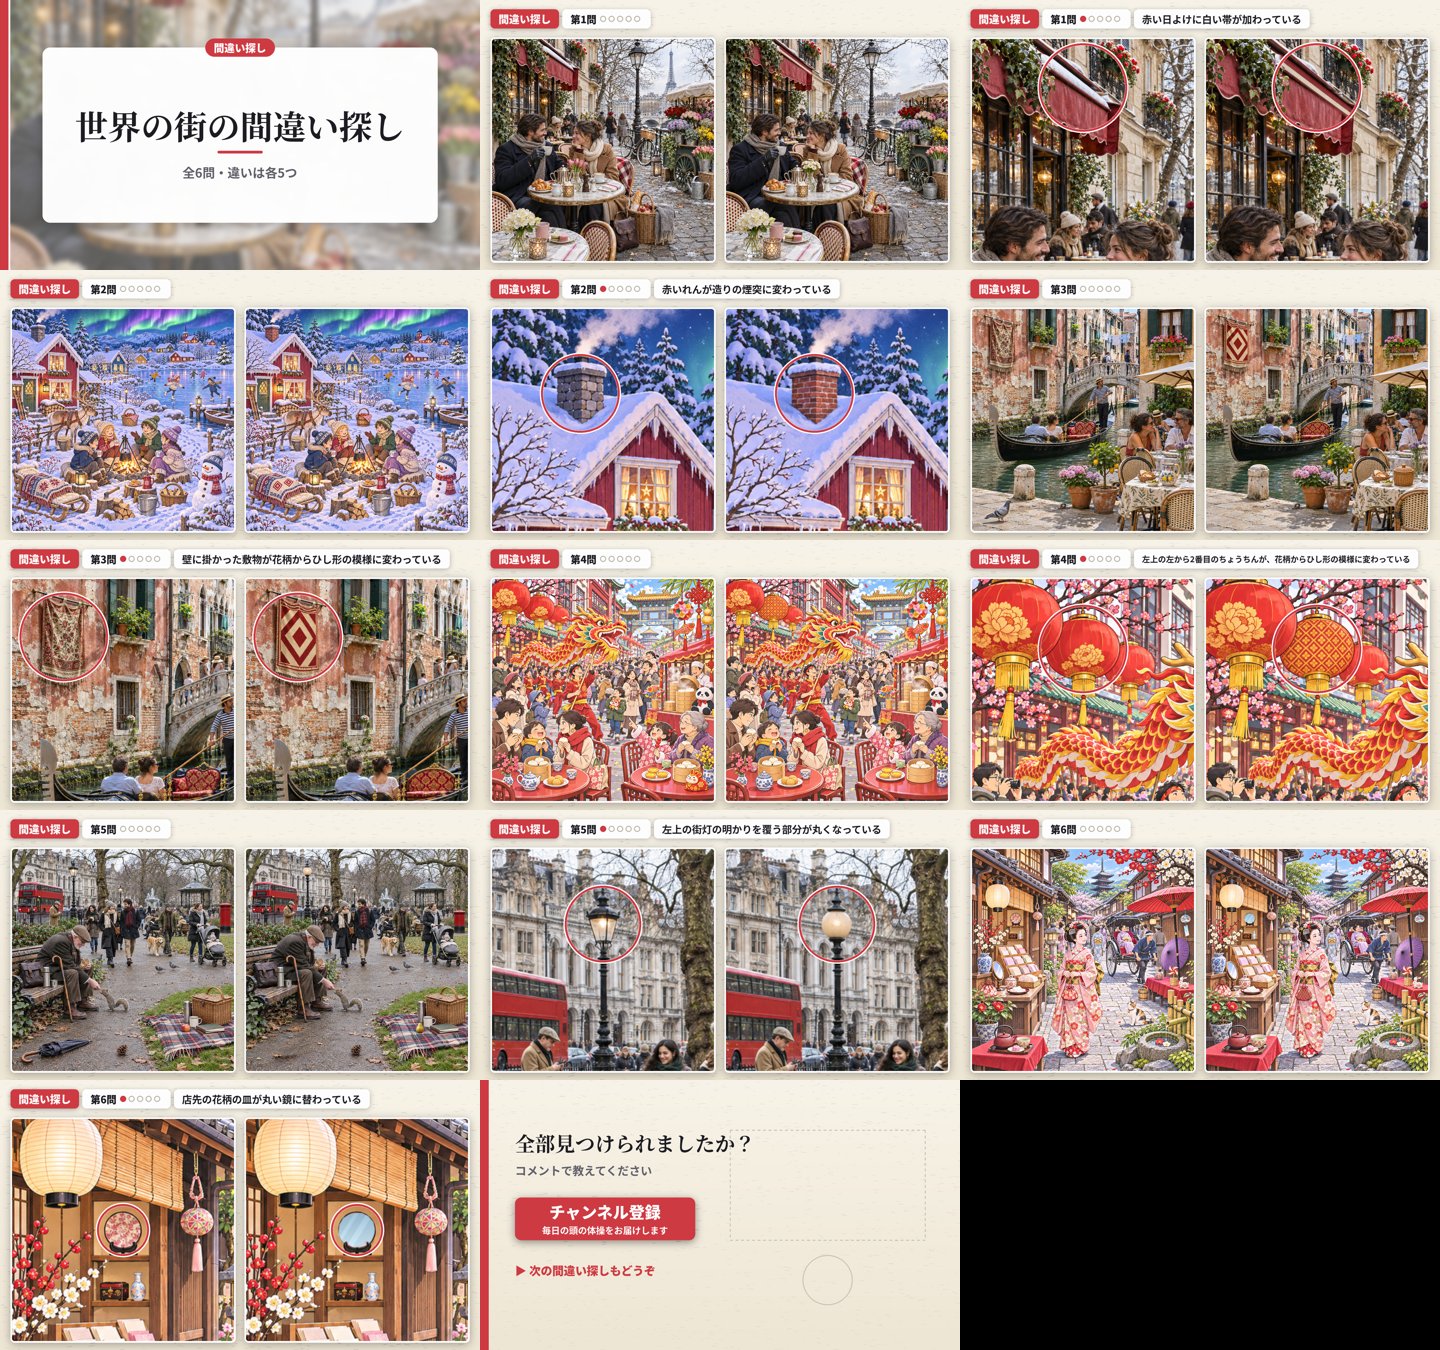 間違い探し
世界の街の間違い探し
全6問・違いは各5つ
間違い探し 第1問
間違い探し 第1問 赤い日よけに白い帯が加わっている
間違い探し 第2問
間違い探し 第2問 赤いれんが造りの煙突に変わっている
間違い探し 第3問
間違い探し 第3問 壁に掛かった敷物が花柄からひし形の模様に変わっている
間違い探し 第4問
間違い探し 第4問 左上の左から2番目のちょうちんが、花柄からひし形の模様に変わっている
間違い探し 第5問
間違い探し 第5問 左上の街灯の明かりを覆う部分が丸くなっている
間違い探し 第6問
間違い探し 第6問 店先の花柄の皿が丸い鏡に替わっている
全部見つけられましたか？
コメントで教えてください
チャンネル登録
毎日の頭の体操をお届けします
▶ 次の間違い探しもどうぞ